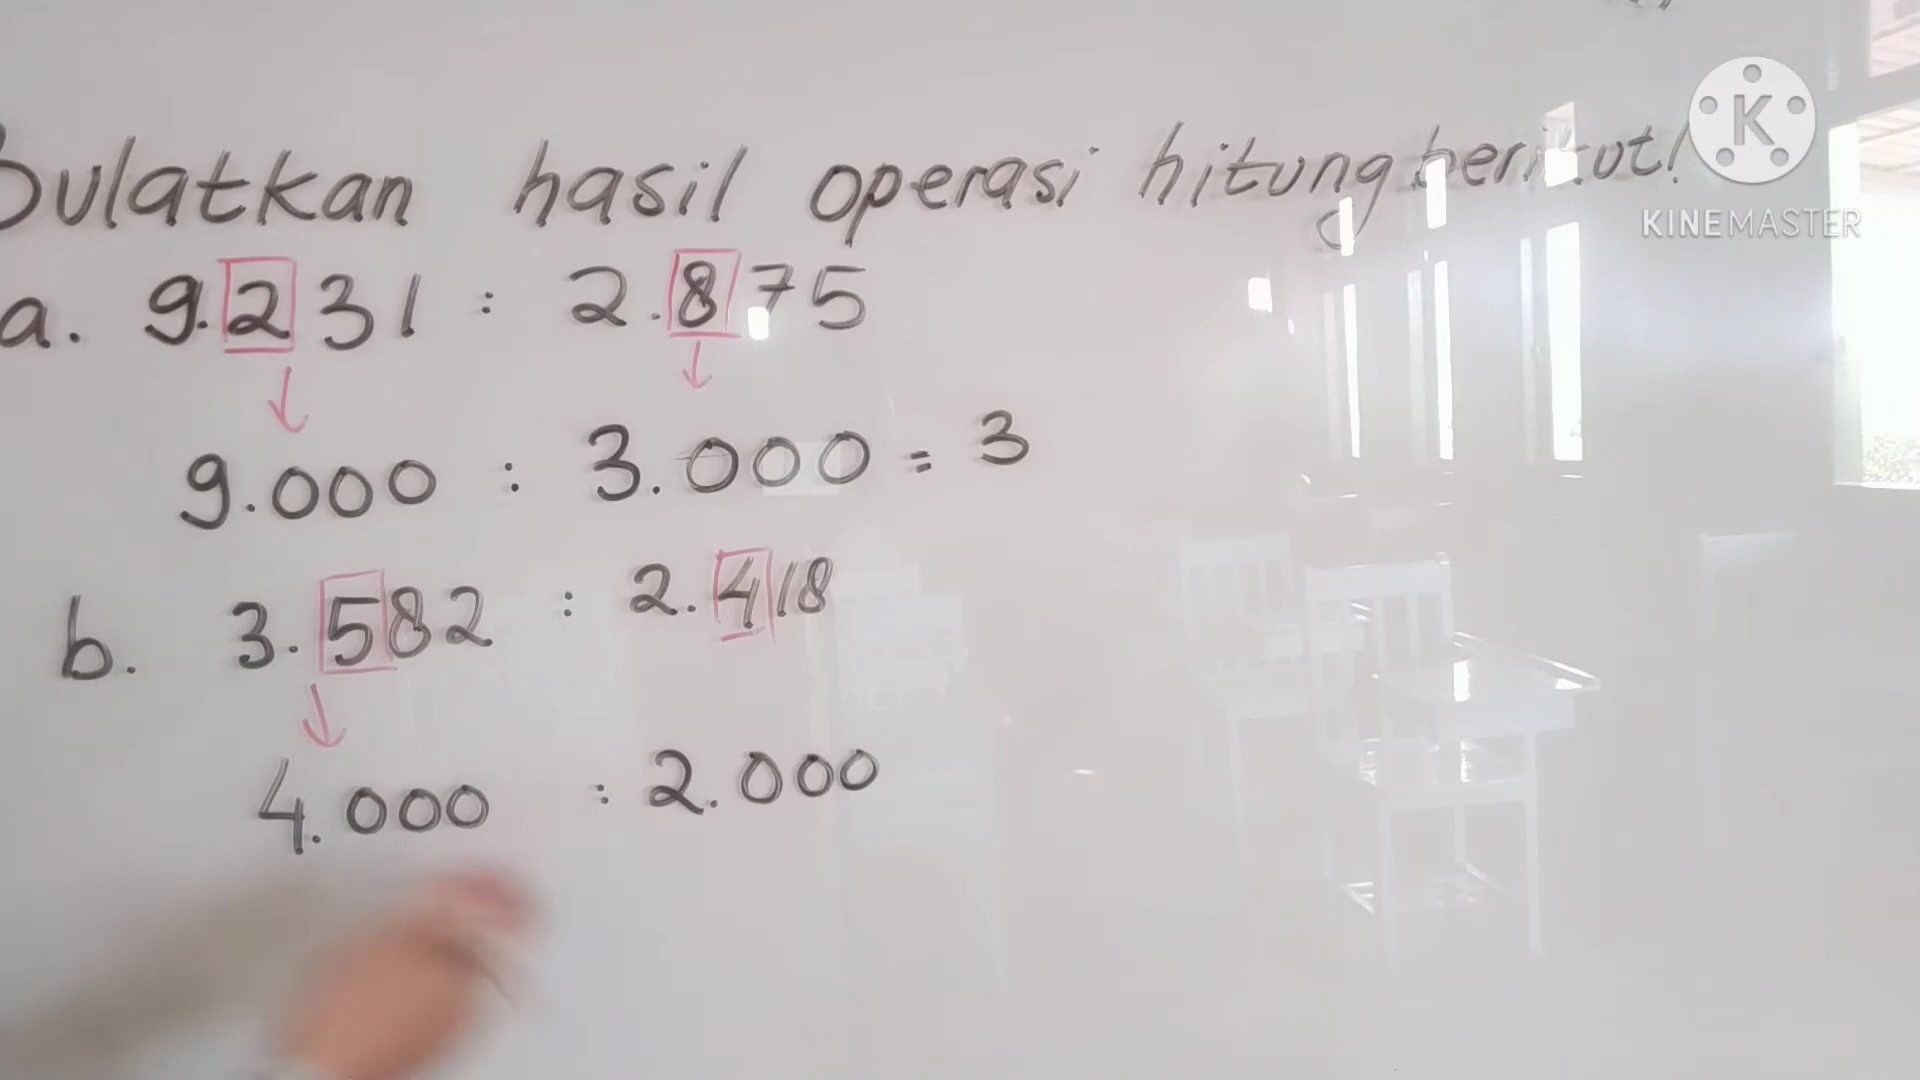 Bulatkan hasil operasi hitung berikut!
a. 9.231 : 2.875
9.000 : 3.000 = 3
b. 3.582 : 2.418
4.000 : 2.000
K
KINEMASTER